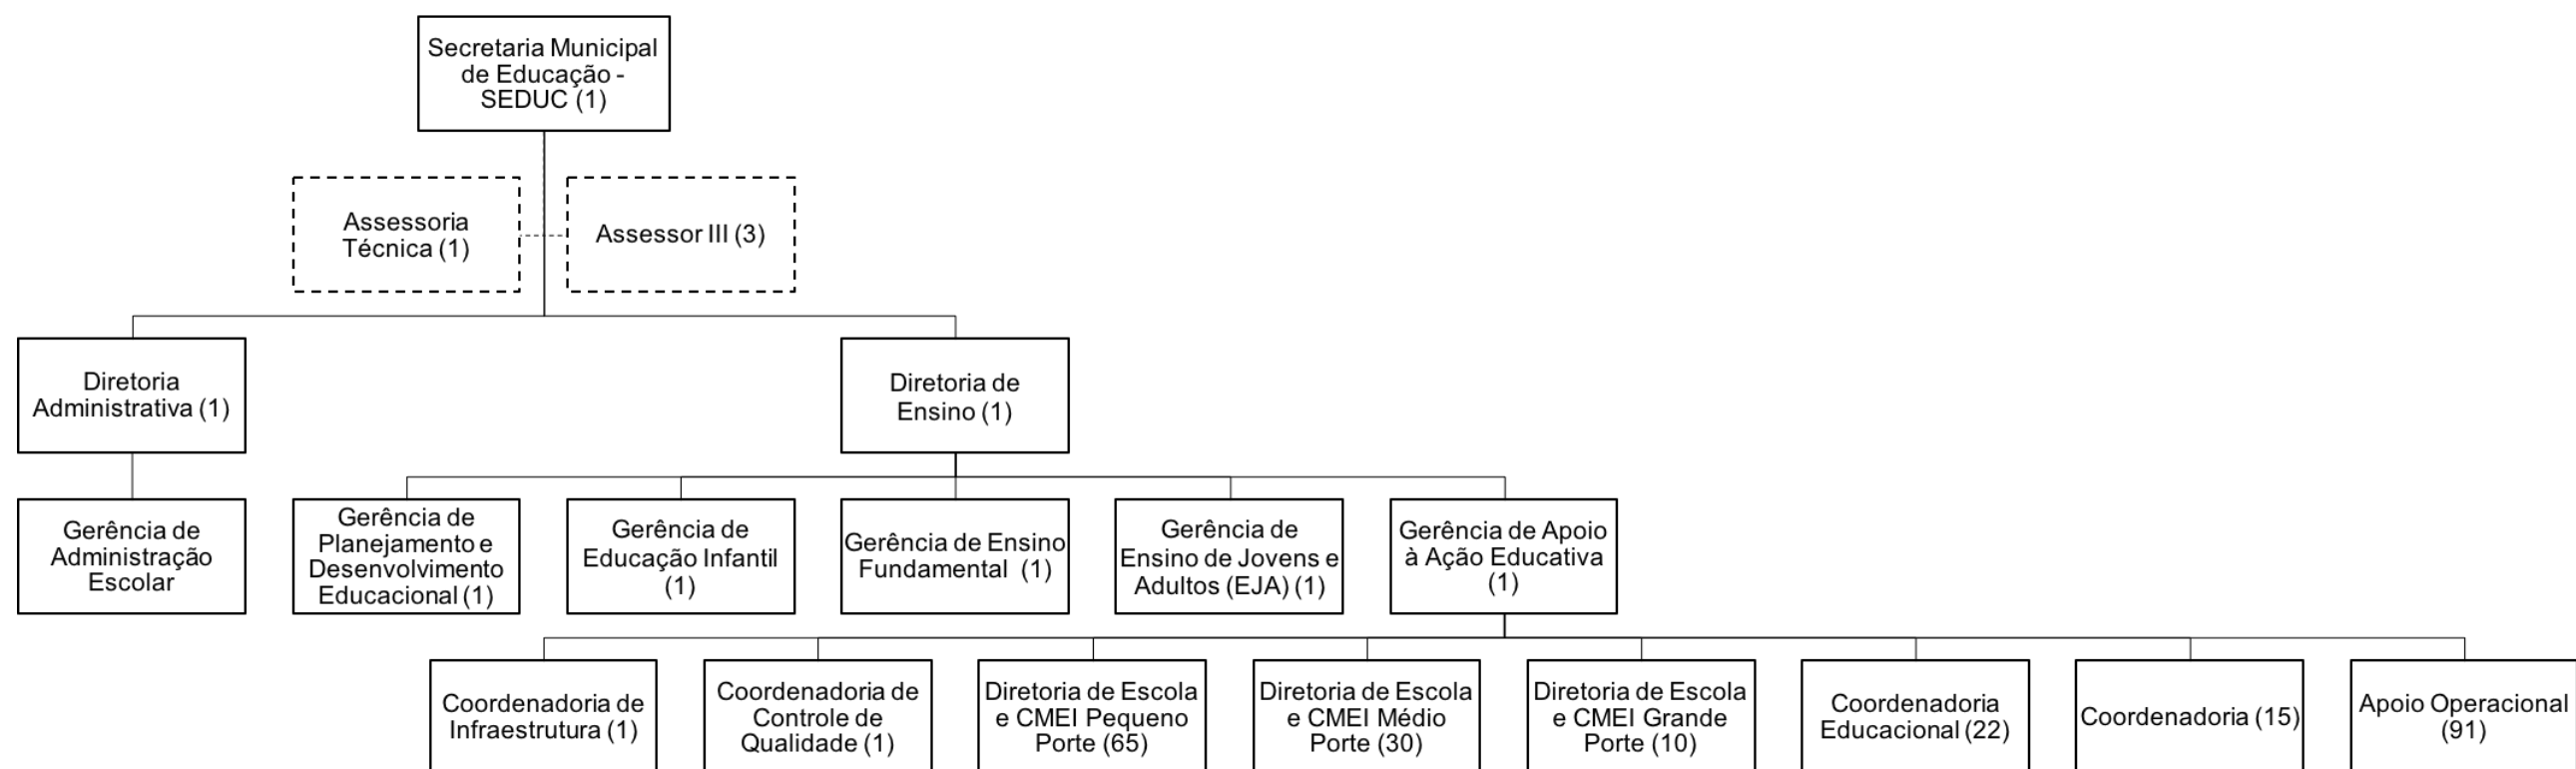 Secretaria Municipal
de Educação -
SEDUC (1)
Assessoria
Técnica (1)
Assessor III (3)
Diretoria
Administrativa (1)
Diretoria de
Ensino (1)
Gerência de
Administração
Escolar
Gerência de
Planejamento e
Desenvolvimento
Educacional (1)
Gerência de
Educação Infantil
(1)
Gerência de Ensino
Fundamental (1)
Gerência de
Ensino de Jovens e
Adultos (EJA) (1)
Gerência de Apoio
à Ação Educativa
(1)
Coordenadoria de
Infraestrutura (1)
Coordenadoria de
Controle de
Qualidade (1)
Diretoria de Escola
e CMEI Pequeno
Porte (65)
Diretoria de Escola
e CMEI Médio
Porte (30)
Diretoria de Escola
e CMEI Grande
Porte (10)
Coordenadoria
Educacional (22)
Coordenadoria (15)
Apoio Operacional
(91)